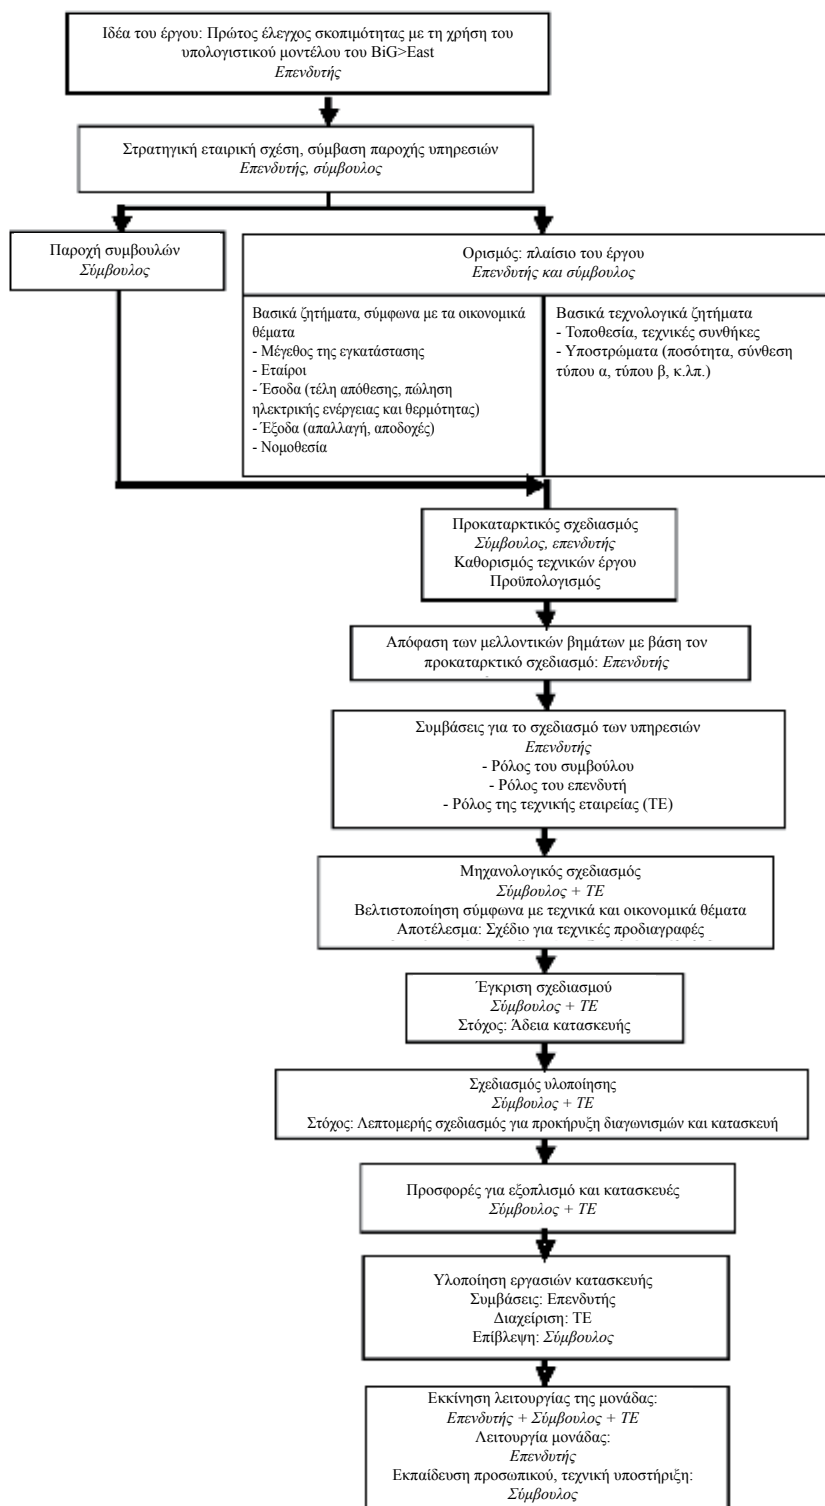 Ιδέα του έργου: Πρώτος έλεγχος σκοπιμότητας με τη χρήση του
υπολογιστικού μοντέλου του BiG>East
Επενδυτής
Στρατηγική εταιρική σχέση, σύμβαση παροχής υπηρεσιών
Επενδυτής, σύμβουλος
Παροχή συμβουλών
Σύμβουλος
Ορισμός: πλαίσιο του έργου
Επενδυτής και σύμβουλος
Βασικά ζητήματα, σύμφωνα με τα οικονομικά
θέματα
- Μέγεθος της εγκατάστασης
- Εταίροι
- Έσοδα (τέλη απόθεσης, πώληση
ηλεκτρικής ενέργειας και θερμότητας)
- Έξοδα (απαλλαγή, αποδοχές)
- Νομοθεσία
Βασικά τεχνολογικά ζητήματα
- Τοποθεσία, τεχνικές συνθήκες
- Υποστρώματα (ποσότητα, σύνθεση
τύπου α, τύπου β, κ.λπ.)
Προκαταρκτικός σχεδιασμός
Σύμβουλος, επενδυτής
Καθορισμός τεχνικών έργου
Προϋπολογισμός
Απόφαση των μελλοντικών βημάτων με βάση τον
προκαταρκτικό σχεδιασμό: Επενδυτής
Συμβάσεις για το σχεδιασμό των υπηρεσιών
Επενδυτής
- Ρόλος του συμβούλου
- Ρόλος του επενδυτή
- Ρόλος της τεχνικής εταιρείας (ΤΕ)
Μηχανολογικός σχεδιασμός
Σύμβουλος + ΤΕ
Βελτιστοποίηση σύμφωνα με τεχνικά και οικονομικά θέματα
Αποτέλεσμα: Σχέδιο για τεχνικές προδιαγραφές
Έγκριση σχεδιασμού
Σύμβουλος + ΤΕ
Στόχος: Άδεια κατασκευής
Σχεδιασμός υλοποίησης
Σύμβουλος + ΤΕ
Στόχος: Λεπτομερής σχεδιασμός για προκήρυξη διαγωνισμών και κατασκευή
Προσφορές για εξοπλισμό και κατασκευές
Σύμβουλος + ΤΕ
Υλοποίηση εργασιών κατασκευής
Συμβάσεις: Επενδυτής
Διαχείριση: ΤΕ
Επίβλεψη: Σύμβουλος
Εκκίνηση λειτουργίας της μονάδας:
Επενδυτής + Σύμβουλος + ΤΕ
Λειτουργία μονάδας:
Επενδυτής
Εκπαίδευση προσωπικού, τεχνική υποστήριξη:
Σύμβουλος